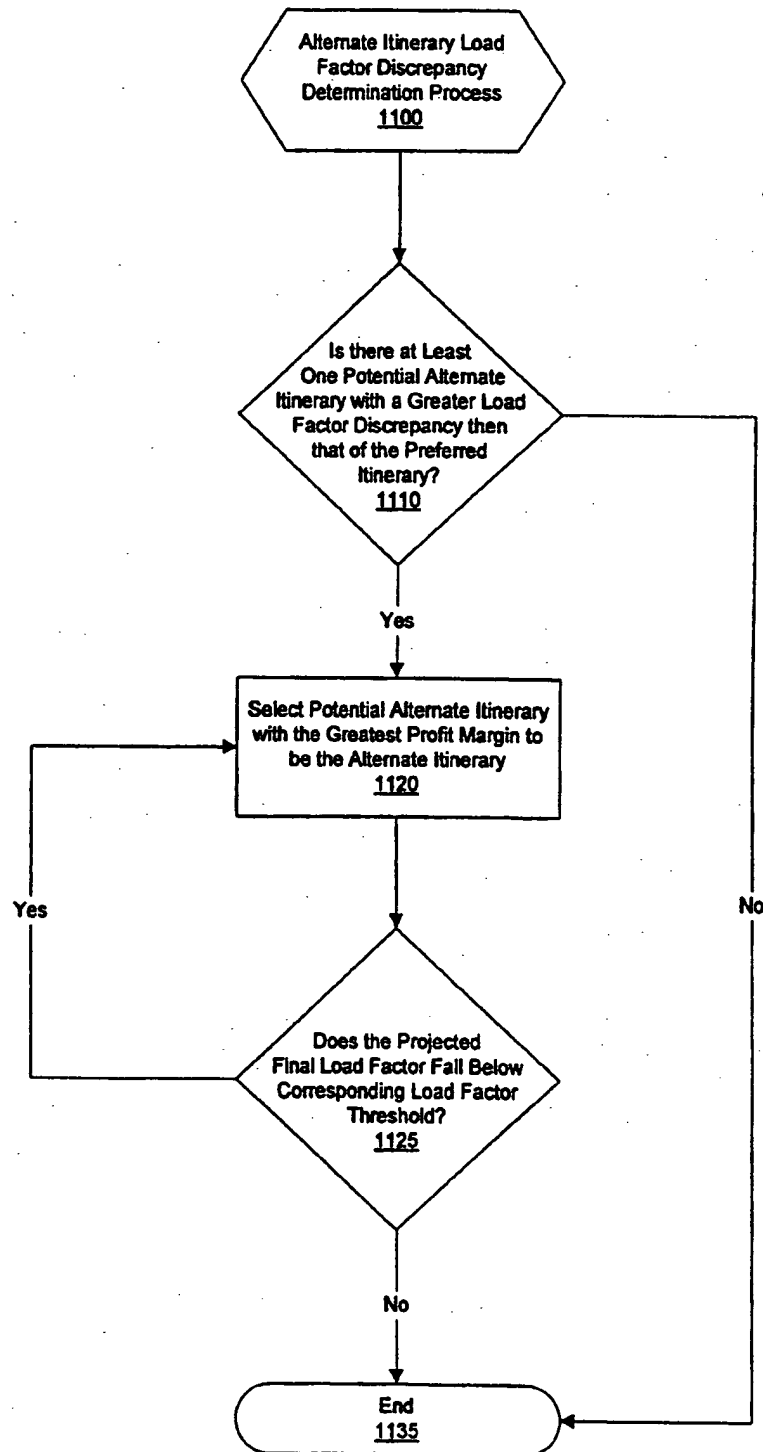 Alternate Itinerary Load
Factor Discrepancy
Determination Process
1100
Is there at Least
One Potential Alternate
Itinerary with a Greater Load
Factor Discrepancy then
that of the Preferred
Itinerary?
1110
Yes
Select Potential Alternate Itinerary
with the Greatest Profit Margin to
be the Alternate Itinerary
1120
Yes
No
Does the Projected
Final Load Factor Fall Below
Corresponding Load Factor
Threshold?
1125
No
End
1135